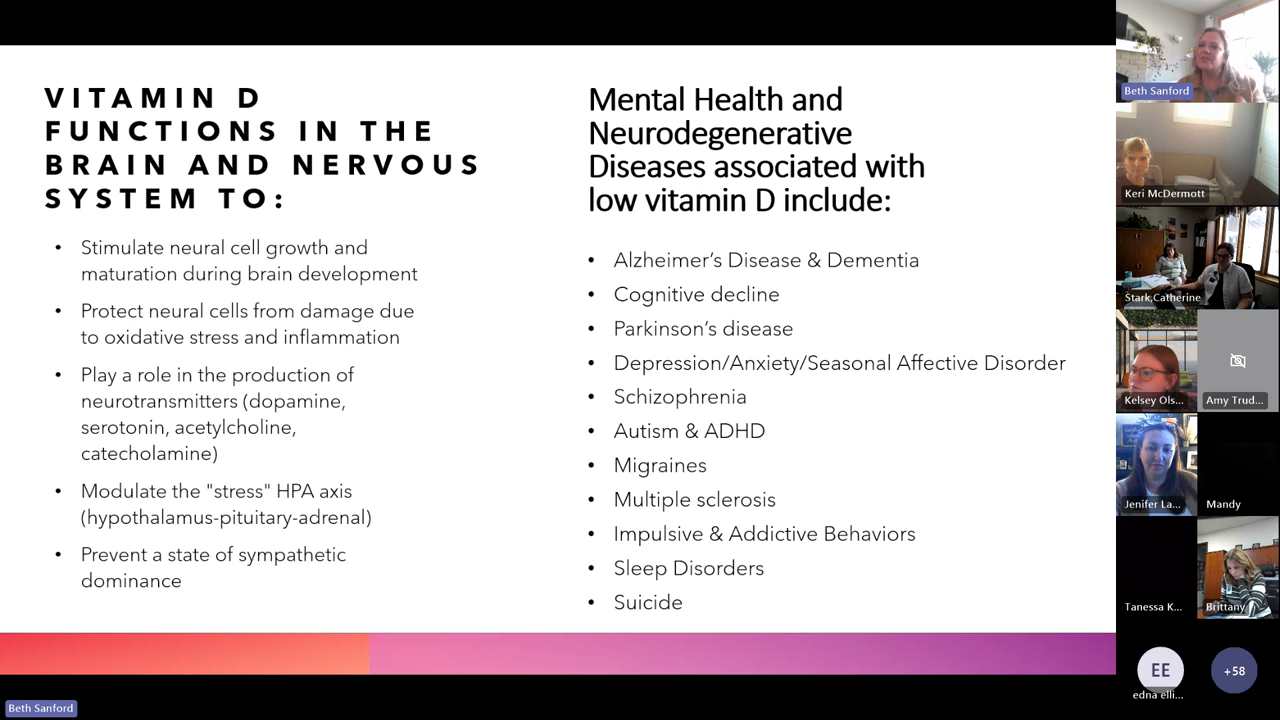 VITAMIN D
FUNCTIONS IN THE
BRAIN AND NERVOUS
SYSTEM TO:
• Stimulate neural cell growth and
maturation during brain development
• Protect neural cells from damage due
to oxidative stress and inflammation
• Play a role in the production of
neurotransmitters (dopamine,
serotonin, acetylcholine,
catecholamine)
• Modulate the "stress" HPA axis
(hypothalamus-pituitary-adrenal)
• Prevent a state of sympathetic
dominance
Mental Health and
Neurodegenerative
Diseases associated with
low vitamin D include:
• Alzheimer’s Disease & Dementia
• Cognitive decline
• Parkinson’s disease
• Depression/Anxiety/Seasonal Affective Disorder
• Schizophrenia
• Autism & ADHD
• Migraines
• Multiple sclerosis
• Impulsive & Addictive Behaviors
• Sleep Disorders
• Suicide
Beth Sanford
Keri McDermott
Stark,Catherine
Kelsey Ols...
Amy Trud...
Jenifer La...
Mandy
Tanessa K...
Brittany
EE
edna elli...
+58
Beth Sanford